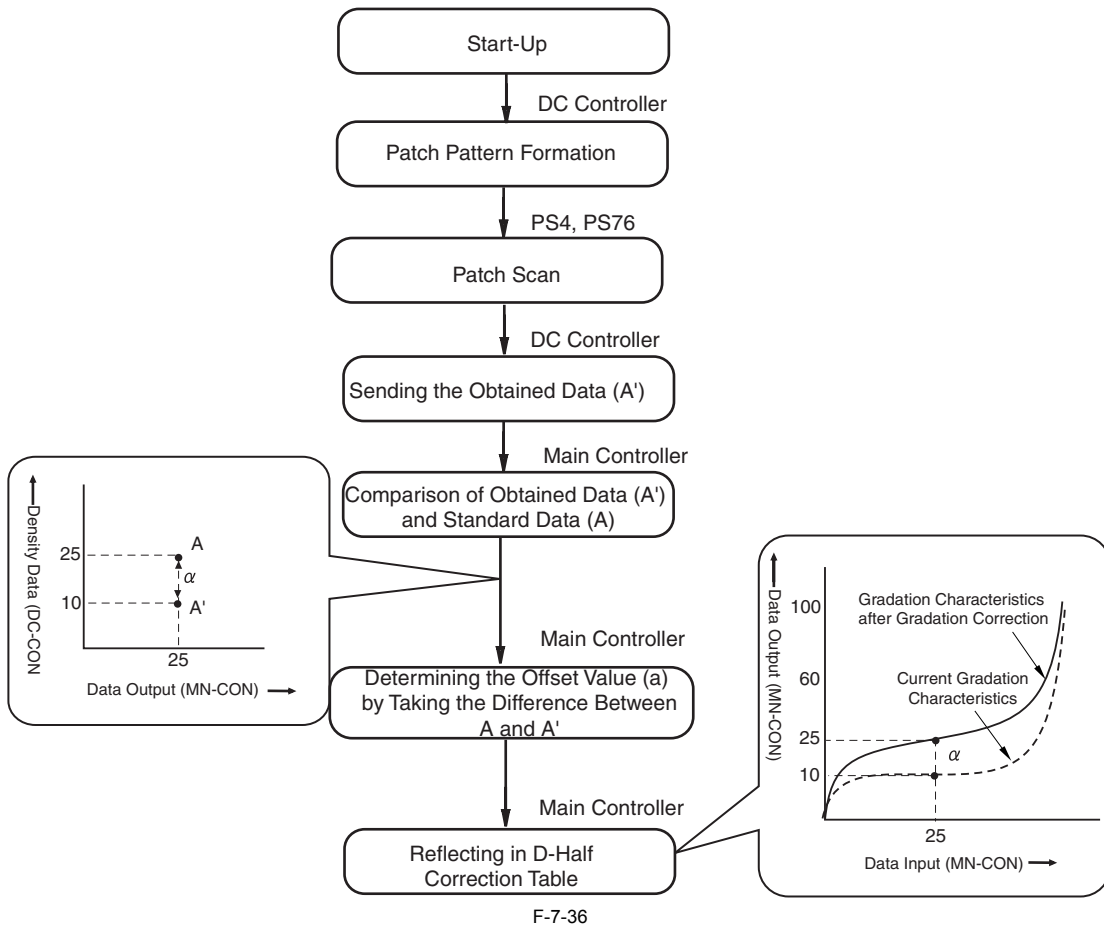 Start-Up
DC Controller
Patch Pattern Formation
PS4, PS76
Patch Scan
DC Controller
Sending the Obtained Data (A')
Main Controller
Comparison of Obtained Data (A')
and Standard Data (A)
Density Data (DC-CON
25
10
A
α
A'
25
Data Output (MN-CON)
Main Controller
Determining the Offset Value (a)
by Taking the Difference Between
A and A'
Main Controller
Reflecting in D-Half
Correction Table
Data Output (MN-CON)
100
60
25
10
Gradation Characteristics
after Gradation Correction
Current Gradation
Characteristics
α
25
Data Input (MN-CON)
F-7-36